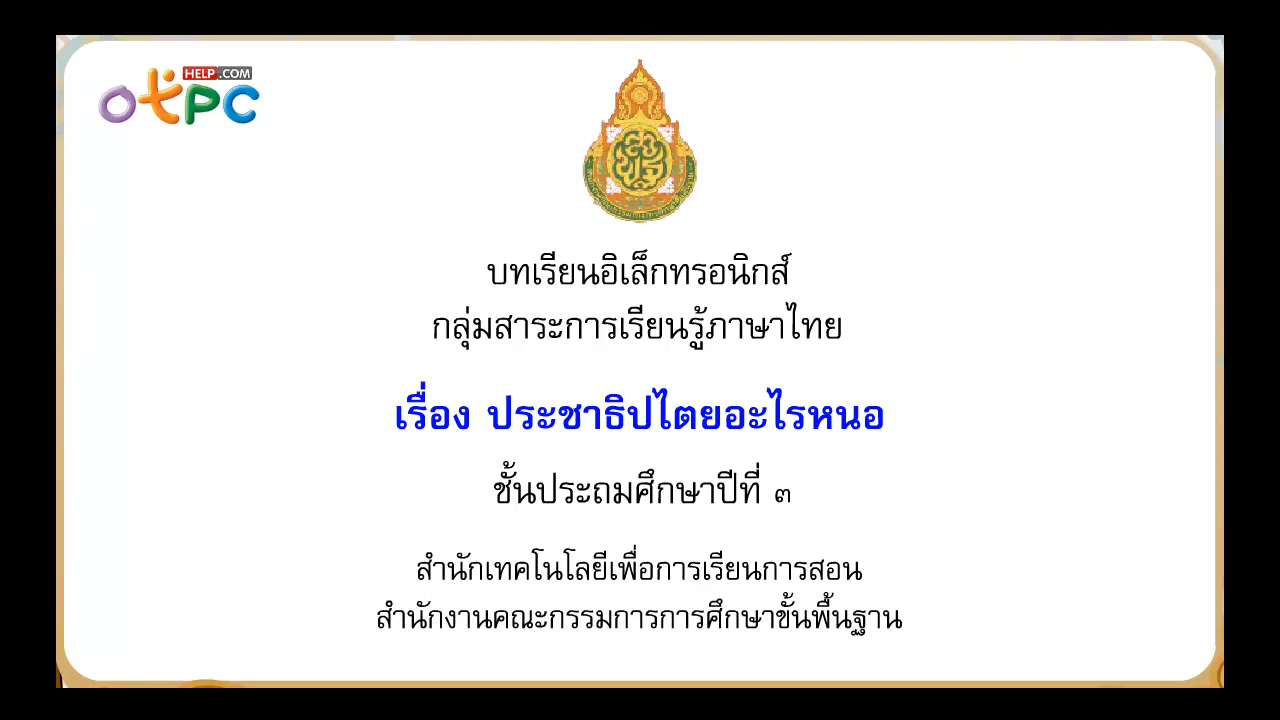 otPC HELP.COM
บทเรียนอิเล็กทรอนิกส์
กลุ่มสาระการเรียนรู้ภาษาไทย
เรื่อง ประชาธิปไตยอะไรหนอ
ชั้นประถมศึกษาปีที่ ๓
สำนักเทคโนโลยีเพื่อการเรียนการสอน
สำนักงานคณะกรรมการการศึกษาขั้นพื้นฐาน